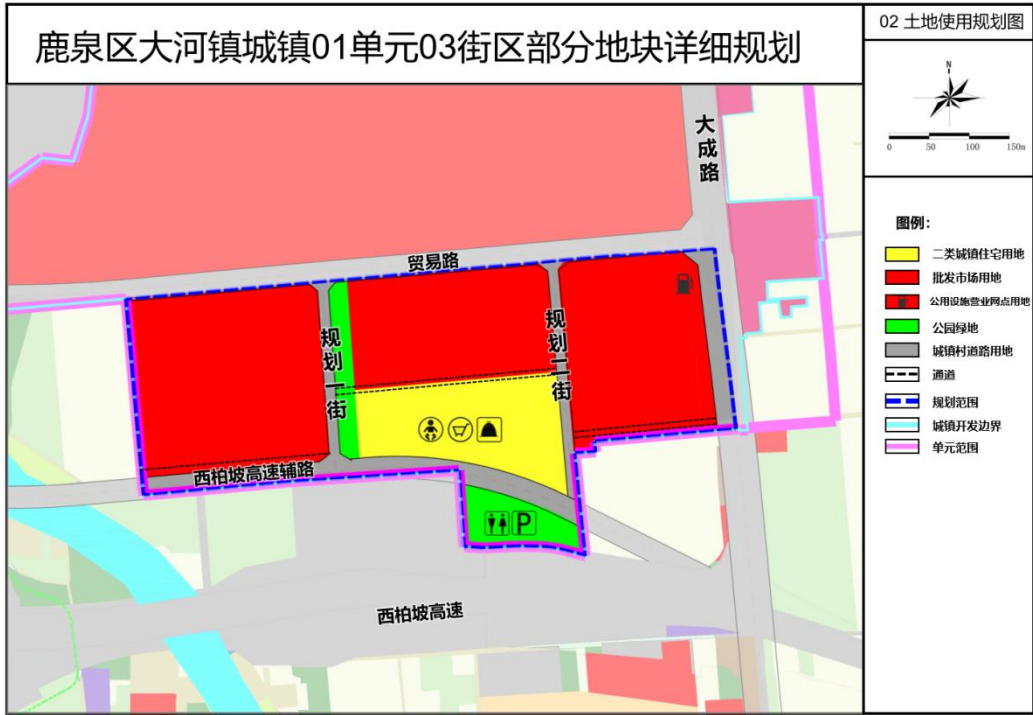 鹿泉区大河镇城镇01单元03街区部分地块详细规划
02 土地使用规划图
N
0 50 100 150m
大成路
贸易路
规划一街
规划二街
西柏坡高速辅路
P
西柏坡高速
图例：
二类城镇住宅用地
批发市场用地
公用设施营业网点用地
公园绿地
城镇村道路用地
通道
规划范围
城镇开发边界
单元范围